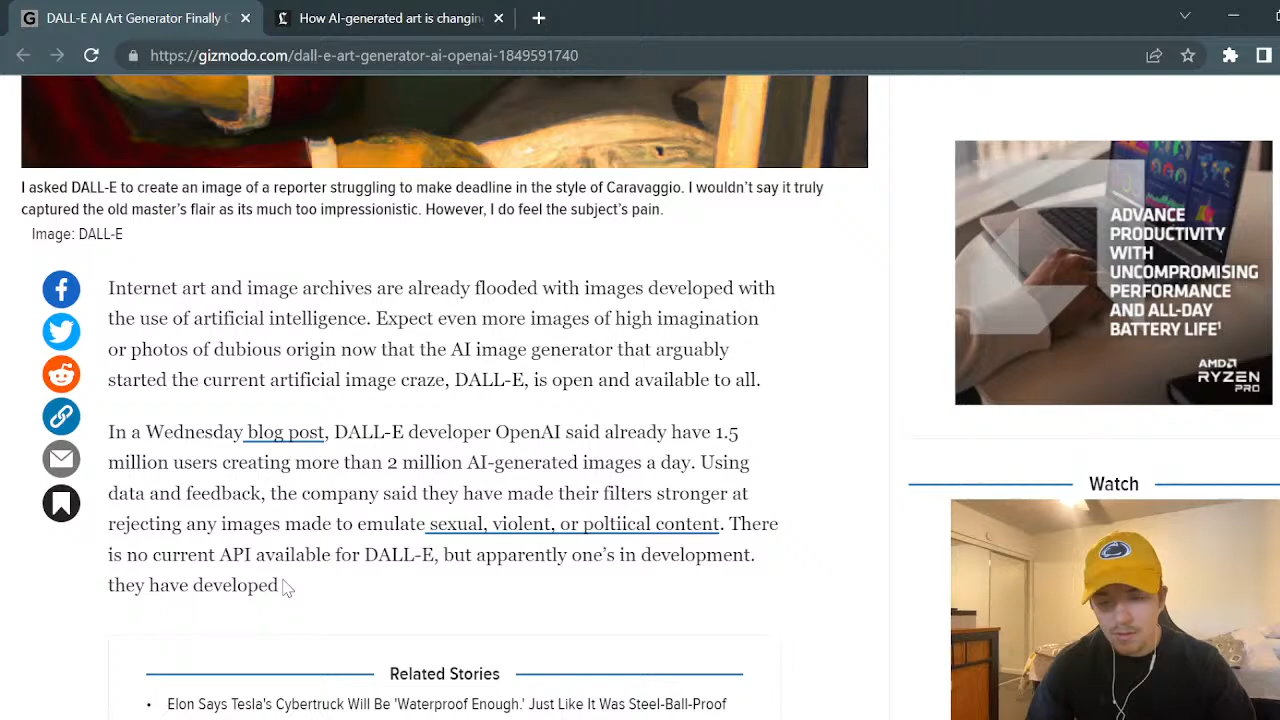 DALL-E AI Art Generator Finally
How AI-generated art is changin
https://gizmodo.com/dall-e-art-generator-ai-openai-1849591740
I asked DALL-E to create an image of a reporter struggling to make deadline in the style of Caravaggio. I wouldn't say it truly
captured the old master's flair as its much too impressionistic. However, I do feel the subject's pain.
Image: DALL-E
Internet art and image archives are already flooded with images developed with
the use of artificial intelligence. Expect even more images of high imagination
or photos of dubious origin now that the AI image generator that arguably
started the current artificial image craze, DALL-E, is open and available to all.
In a Wednesday blog post, DALL-E developer OpenAI said already have 1.5
million users creating more than 2 million AI-generated images a day. Using
data and feedback, the company said they have made their filters stronger at
rejecting any images made to emulate sexual, violent, or poltiical content. There
is no current API available for DALL-E, but apparently one's in development.
they have developed
Related Stories
• Elon Says Tesla's Cybertruck Will Be 'Waterproof Enough.' Just Like It Was Steel-Ball-Proof
ADVANCE
PRODUCTIVITY
WITH
UNCOMPROMISING
PERFORMANCE
AND ALL-DAY
BATTERY LIFE¹
AMD
RYZEN
PRO
Watch